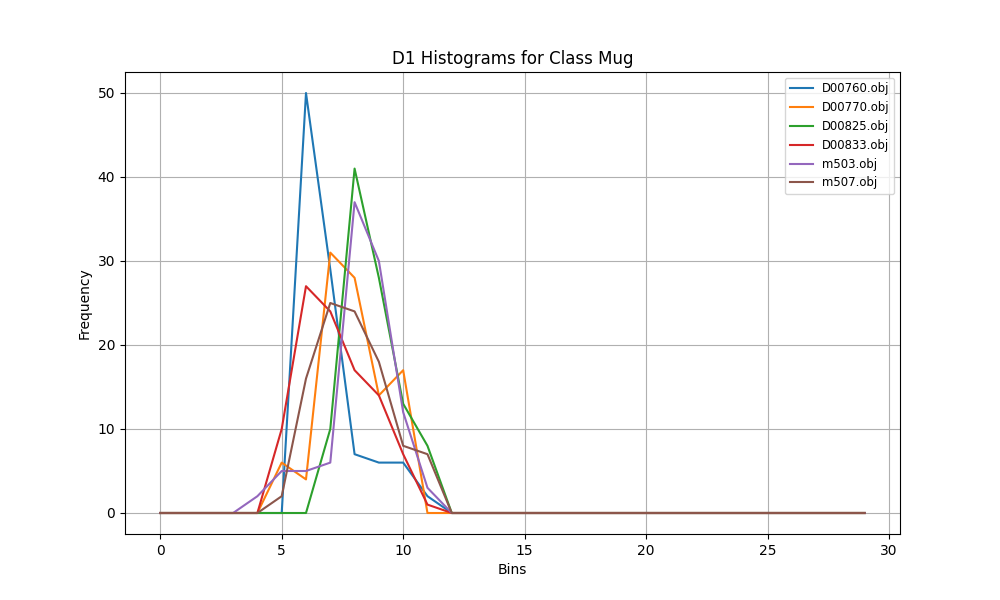 D1 Histograms for Class Mug
D00760.obj
D00770.obj
D00825.obj
D00833.obj
m503.obj
m507.obj
50
40
30
20
10
0
Frequency
0 5 10 15 20 25 30
Bins